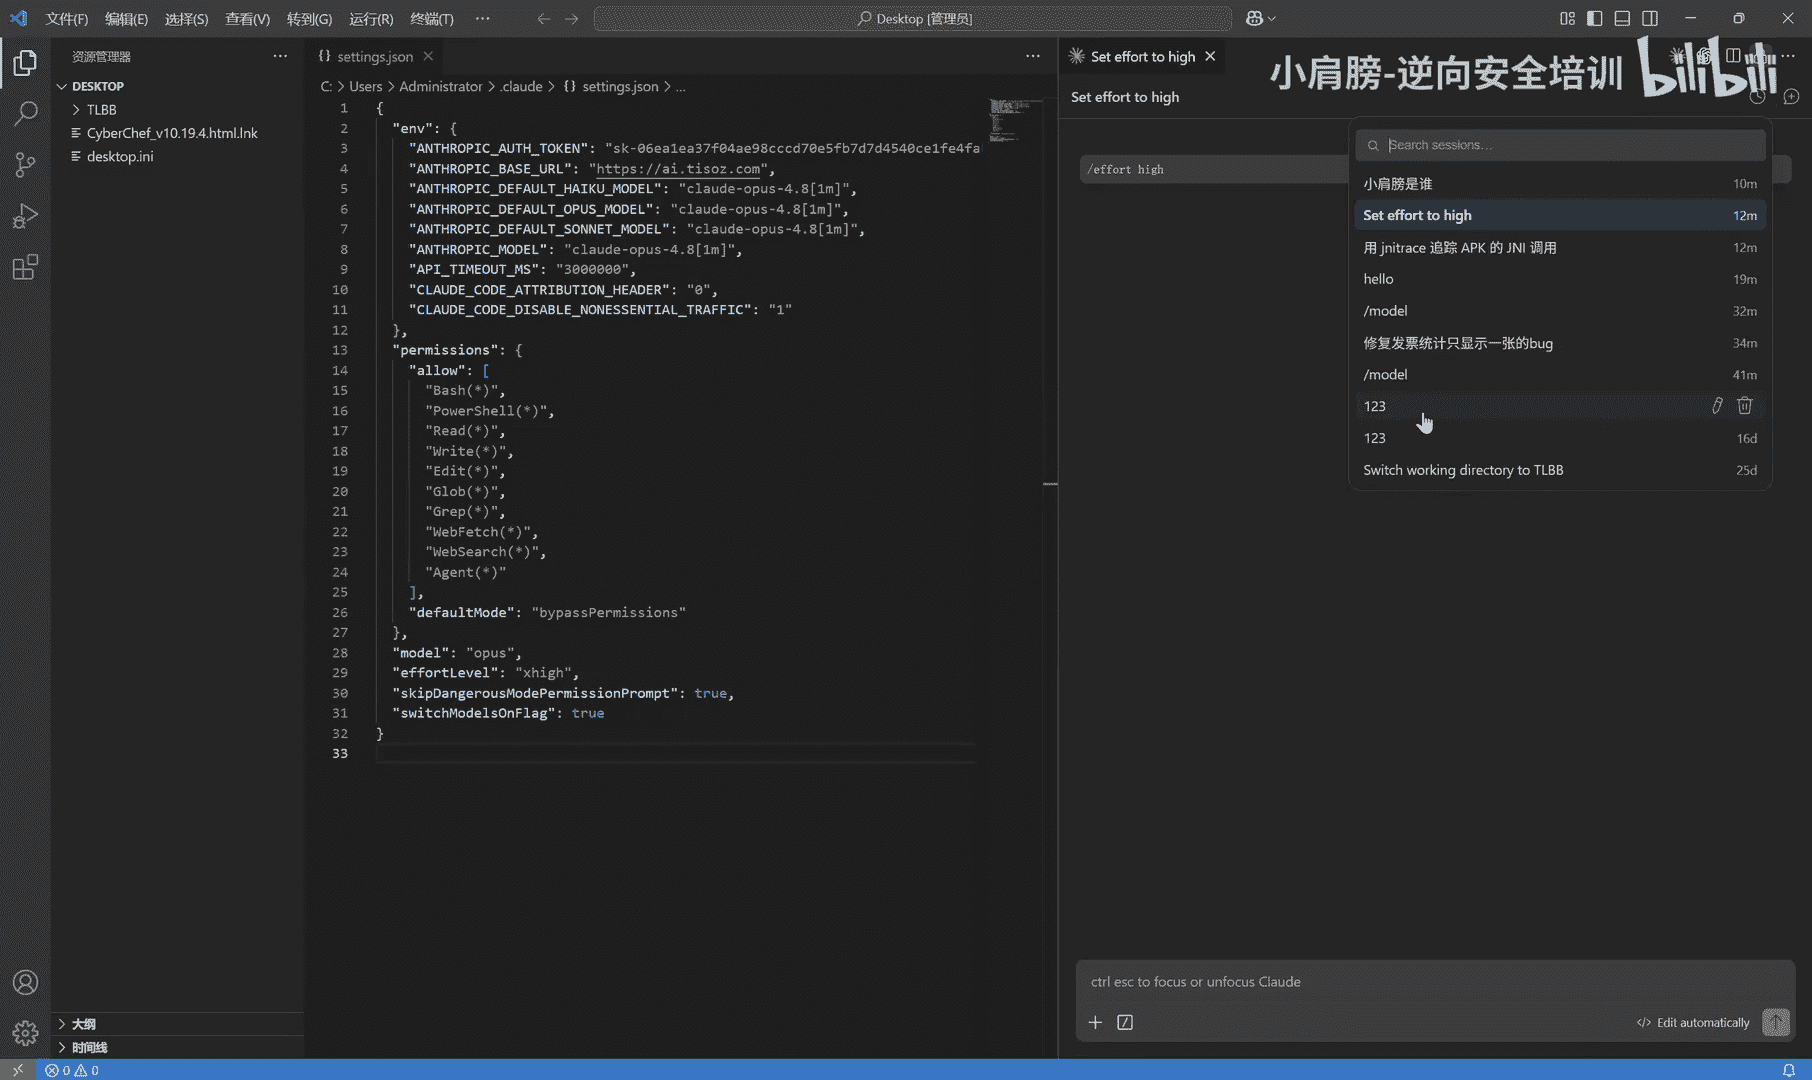 文件(F) 编辑(E) 选择(S) 查看(V) 转到(G) 运行(R) 终端(T) ... Desktop [管理员]
资源管理器 ...
DESKTOP
TLBB
CyberChef_v10.19.4.html.lnk
desktop.ini
大纲
时间线
{} settings.json
C: > Users > Administrator > .claude > {} settings.json > ...
1 {
2 "env": {
3 "ANTHROPIC_AUTH_TOKEN": "sk-06ea1ea37f04ae98cccd70e5fb7d7d4540ce1fe4fa
4 "ANTHROPIC_BASE_URL": "https://ai.tisoz.com",
5 "ANTHROPIC_DEFAULT_HAIKU_MODEL": "claude-opus-4.8[1m]",
6 "ANTHROPIC_DEFAULT_OPUS_MODEL": "claude-opus-4.8[1m]",
7 "ANTHROPIC_DEFAULT_SONNET_MODEL": "claude-opus-4.8[1m]",
8 "ANTHROPIC_MODEL": "claude-opus-4.8[1m]",
9 "API_TIMEOUT_MS": "3000000",
10 "CLAUDE_CODE_ATTRIBUTION_HEADER": "0",
11 "CLAUDE_CODE_DISABLE_NONESSENTIAL_TRAFFIC": "1"
12 },
13 "permissions": {
14 "allow": [
15 "Bash(*)",
16 "PowerShell(*)",
17 "Read(*)",
18 "Write(*)",
19 "Edit(*)",
20 "Glob(*)",
21 "Grep(*)",
22 "WebFetch(*)",
23 "WebSearch(*)",
24 "Agent(*)"
25 ],
26 "defaultMode": "bypassPermissions"
27 },
28 "model": "opus",
29 "effortLevel": "xhigh",
30 "skipDangerousModePermissionPrompt": true,
31 "switchModelsOnFlag": true
32 }
33
Set effort to high
小肩膀-逆向安全培训 bilibili
Set effort to high
/effort high
Search sessions...
小肩膀是谁 10m
Set effort to high 12m
用 jnitrace 追踪 APK 的 JNI 调用 12m
hello 19m
/model 32m
修复发票统计只显示一张的bug 34m
/model 41m
123
123 16d
Switch working directory to TLBB 25d
ctrl esc to focus or unfocus Claude
Edit automatically
0 0